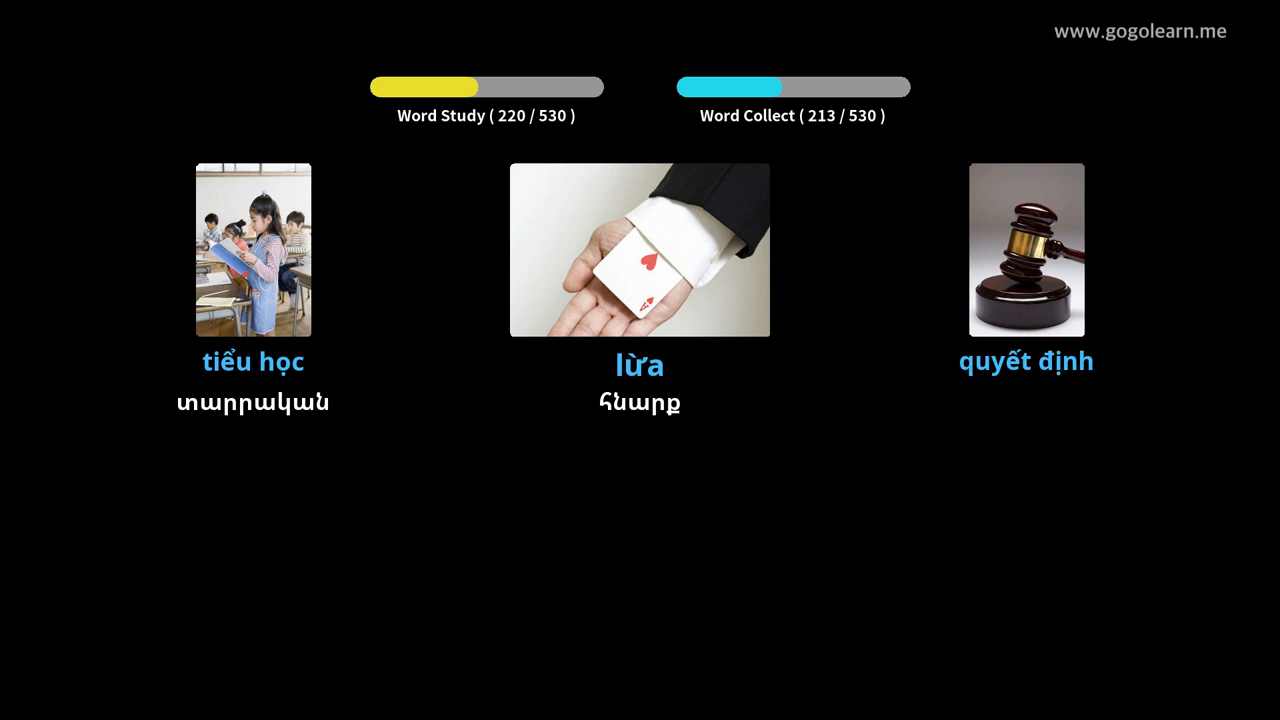 www.gogolearn.me
Word Study ( 220 / 530 )
Word Collect ( 213 / 530 )
tiểu học
lừa
quyết định
տարրական
հնարք